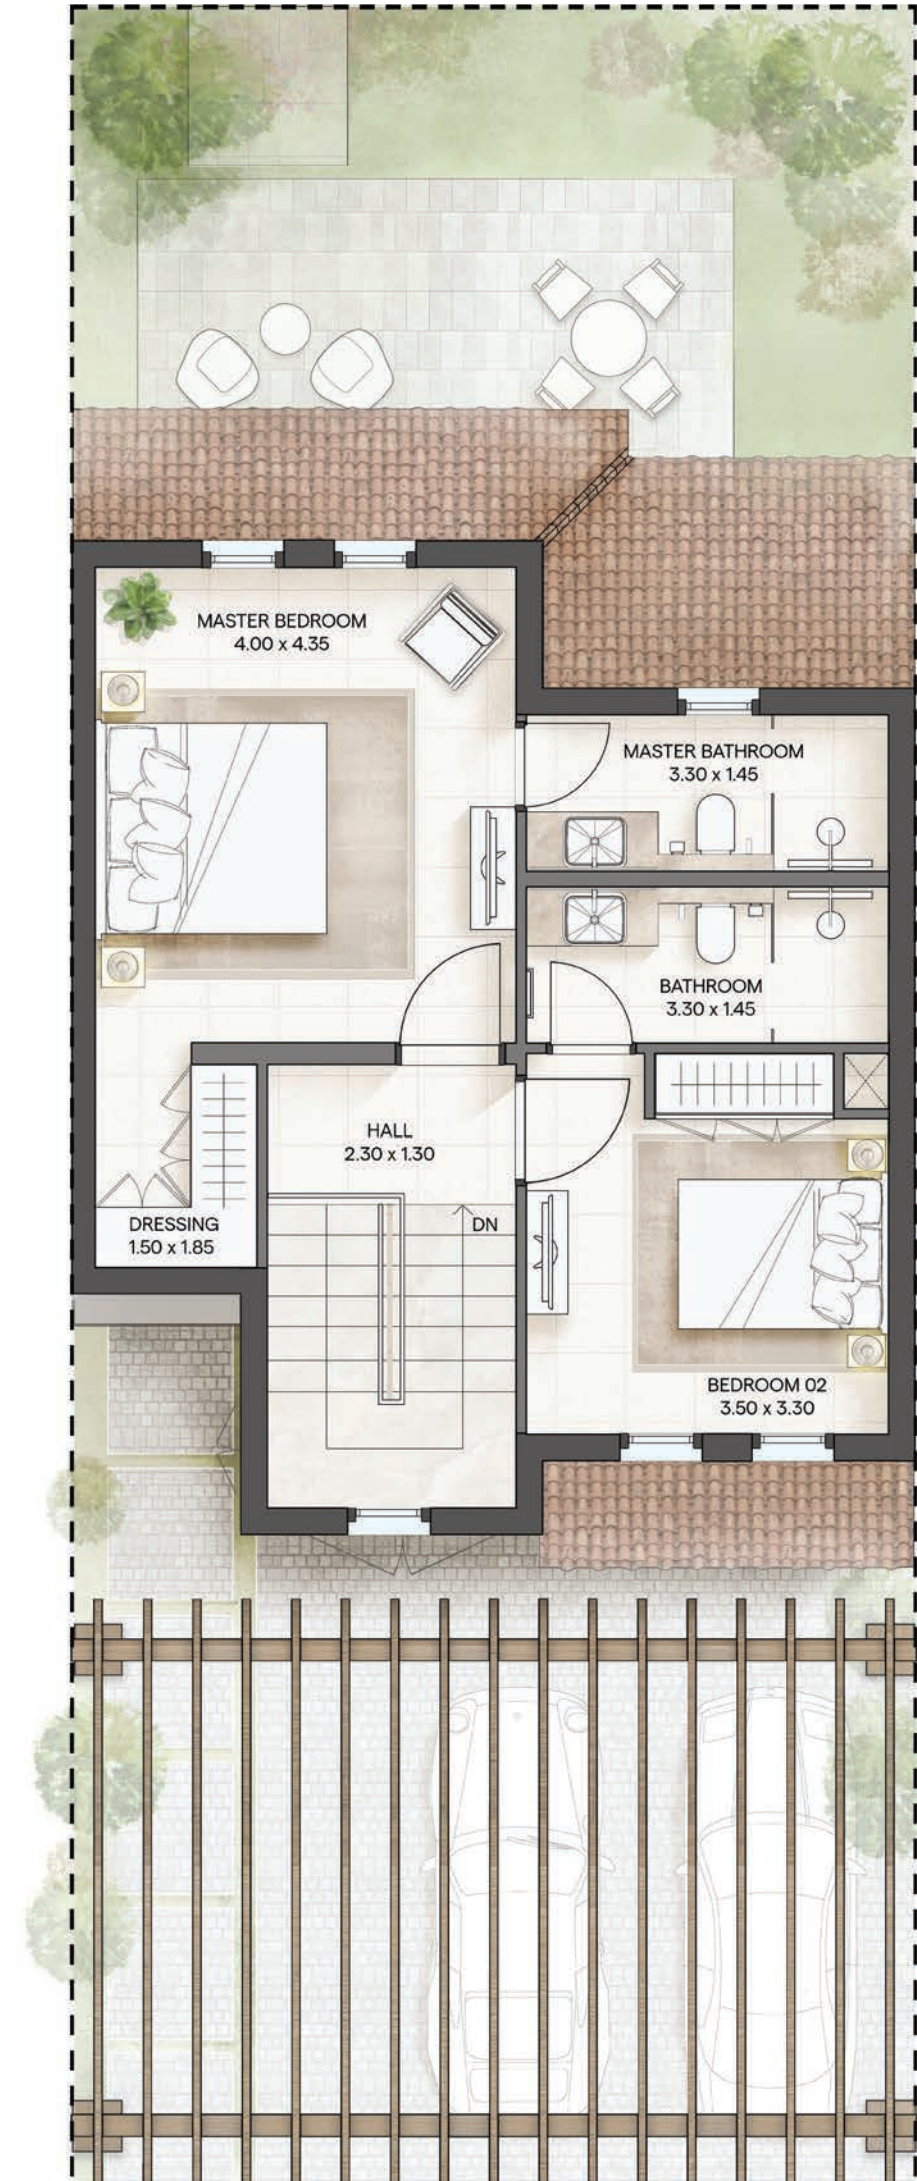 MASTER BEDROOM
4.00 x 4.35
MASTER BATHROOM
3.30 x 1.45
BATHROOM
3.30 x 1.45
HALL
2.30 x 1.30
DRESSING
1.50 x 1.85
DN
BEDROOM 02
3.50 x 3.30